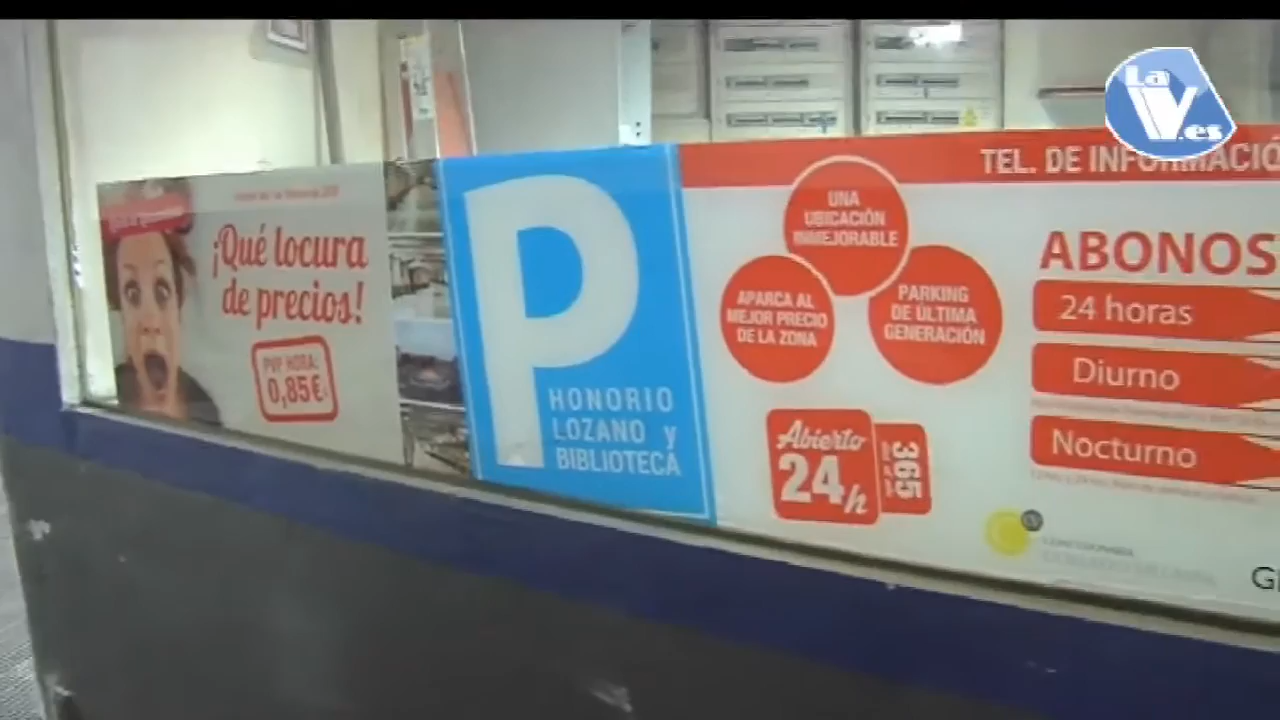 La
V.es
TEL. DE INFORMACIÓ
¡Qué locura
de precios!
PVP HORA:
0,85€
P
HONORIO
LOZANO y
BIBLIOTECA
UNA
UBICACIÓN
INMEJORABLE
APARCA AL
MEJOR PRECIO
DE LA ZONA
PARKING
DE ÚLTIMA
GENERACIÓN
Abierto
24h
365
ABONOS
24 horas
Diurno
Nocturno